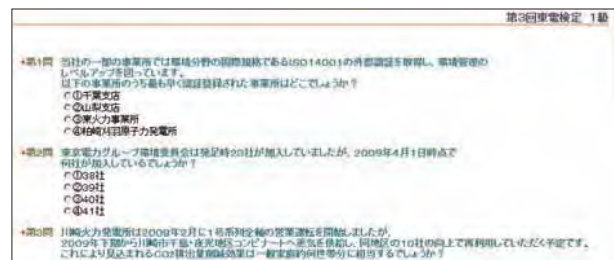 第3回東電検定 1級
第1問 当社の一部の事業所では環境分野の国際規格であるISO14001の外部認証を取得し、環境管理の
レベルアップを図っています。
以下の事業所のうち最も早く認証登録された事業所はどこでしょうか?
①千葉支店
②山梨支店
③東火力事業所
④柏崎刈羽原子力発電所
第2問 東京電力グループ環境委員会は発足時20社が加入していましたが、2009年4月1日時点で
何社が加入しているでしょうか?
①38社
②39社
③40社
④41社
第3問 川崎火力発電所は2009年2月に1号系列全軸の営業運転を開始しましたが、
2009年下期から川崎市千鳥・夜光地区コンビナートへ蒸気を供給し、同地区の10社の向上で再利用していただく予定です。
これにより見込まれるCO2排出量削減効果は一般家庭約何世帯分に相当するでしょうか?